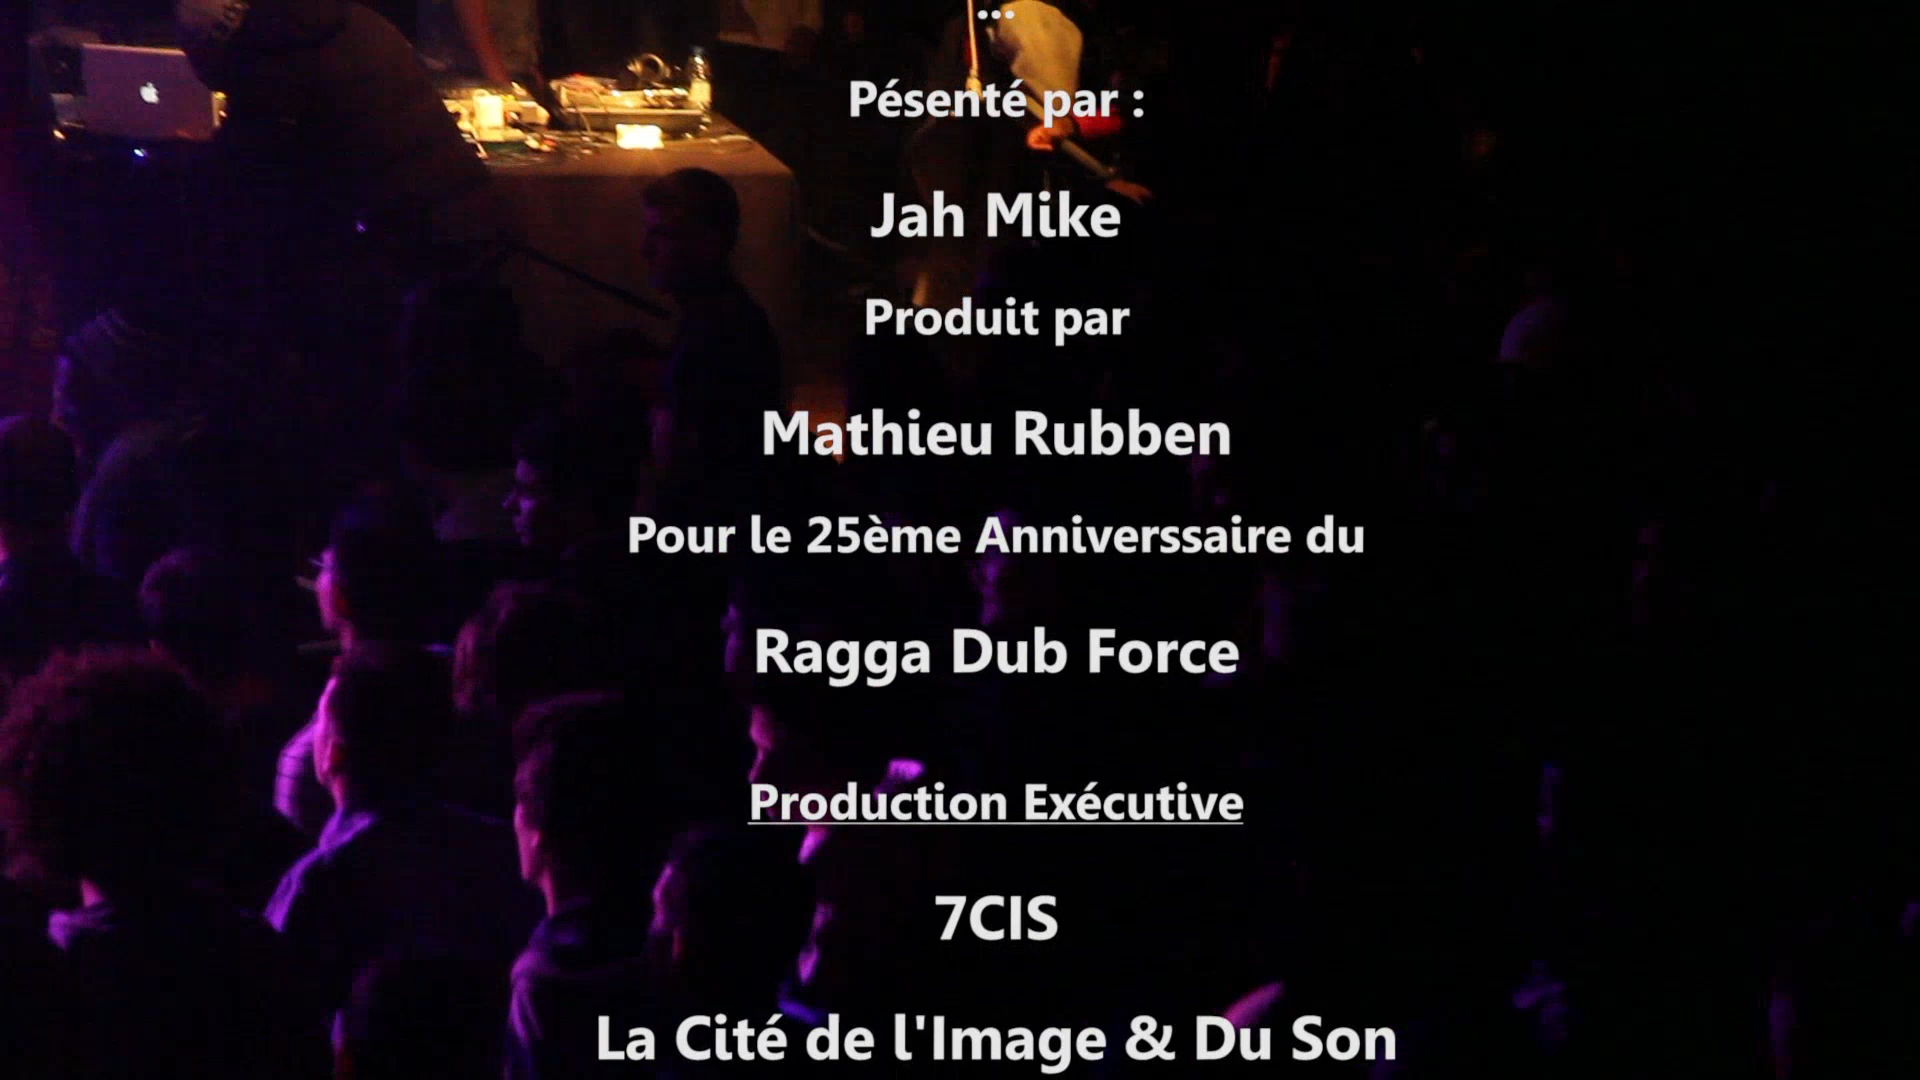 ...
Pésenté par :
Jah Mike
Produit par
Mathieu Rubben
Pour le 25ème Anniverssaire du
Ragga Dub Force
Production Exécutive
7CIS
La Cité de l'Image & Du Son